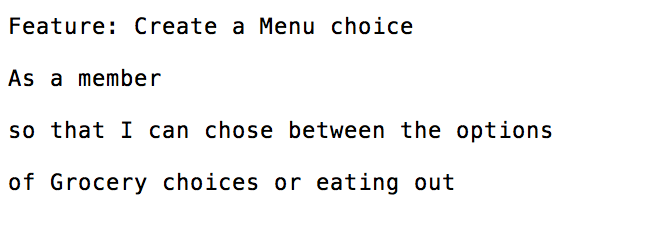 Feature: Create a Menu choice
As a member
so that I can chose between the options
of Grocery choices or eating out